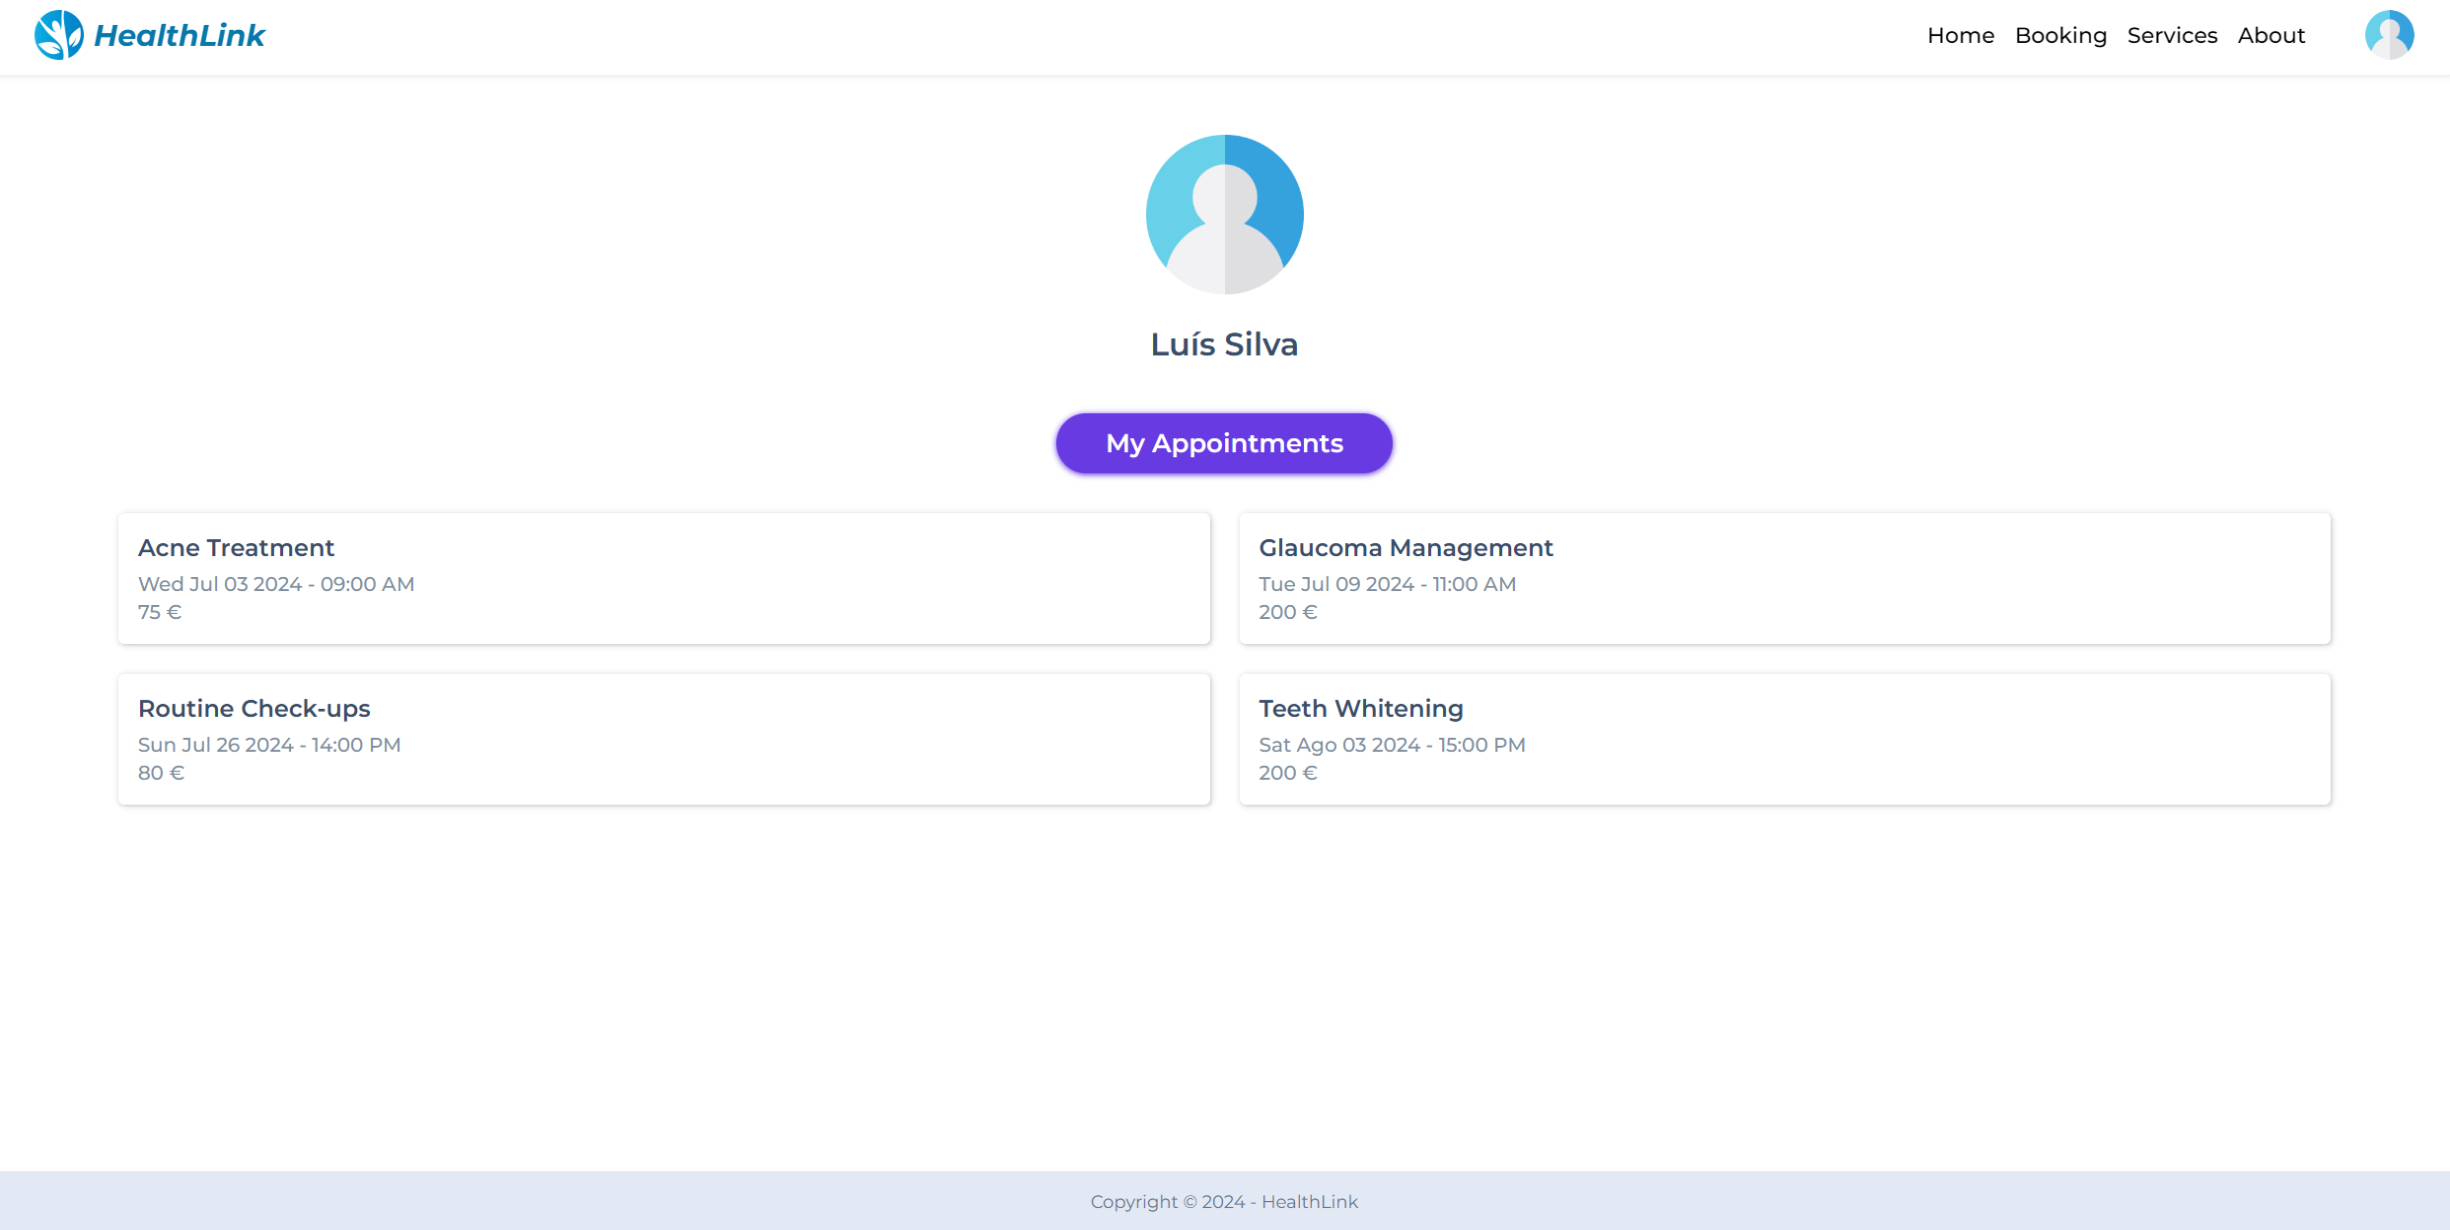 HealthLink
Home Booking Services About
Luís Silva
My Appointments
Acne Treatment
Wed Jul 03 2024 - 09:00 AM
75 €
Glaucoma Management
Tue Jul 09 2024 - 11:00 AM
200 €
Routine Check-ups
Sun Jul 26 2024 - 14:00 PM
80 €
Teeth Whitening
Sat Ago 03 2024 - 15:00 PM
200 €
Copyright © 2024 - HealthLink